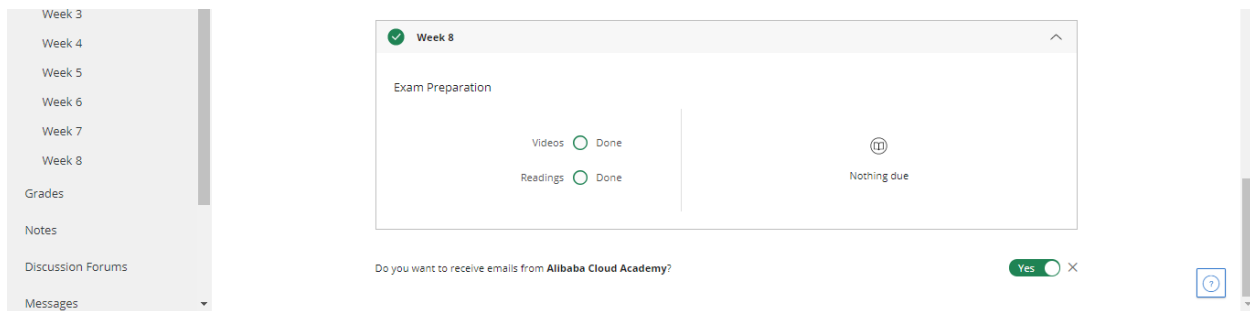 Week 3
Week 4
Week 5
Week 6
Week 7
Week 8
Grades
Notes
Discussion Forums
Messages
Week 8
Exam Preparation
Videos Done
Readings Done
Nothing due
Do you want to receive emails from Alibaba Cloud Academy?
Yes
?